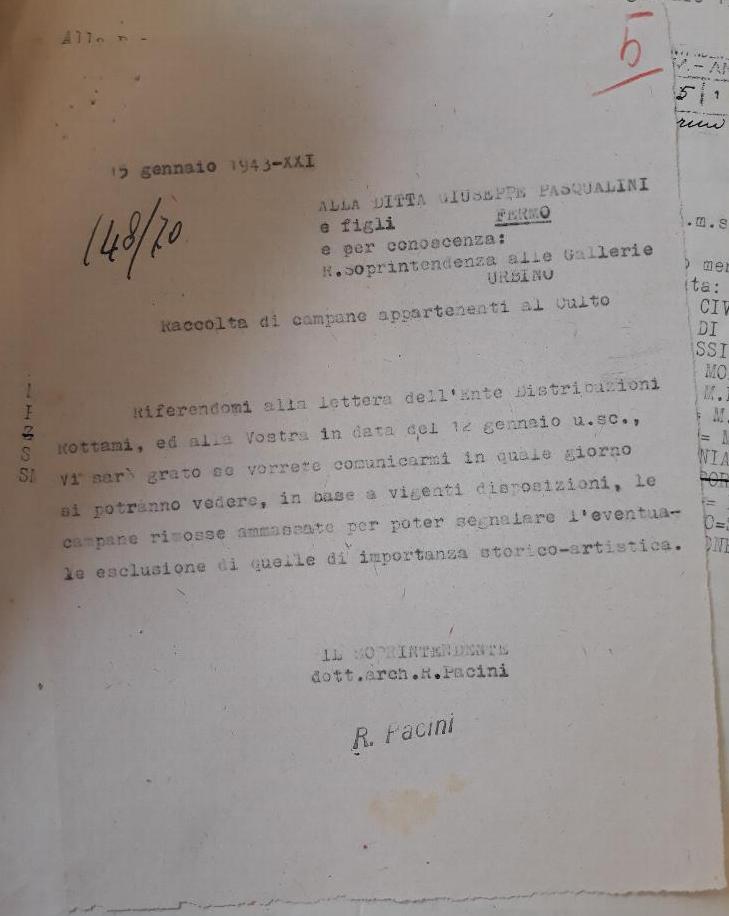 5
15 gennaio 1943-XXI
148/70
ALLA DITTA GIUSEPPE PASQUALINI
e figli FERMO
e per conoscenza:
R.Soprintendenza alle Gallerie
URBINO
Raccolta di campane appartenenti al Culto
Riferendomi alla lettera dell'Ente Distribuzioni
Rottami, ed alla Vostra in data del 12 gennaio u.sc.,
Vi sarò grato se vorrete comunicarmi in quale giorno
si potranno vedere, in base a vigenti disposizioni, le
campane rimosse ammassate per poter segnalare l'eventua-
le esclusione di quelle di importanza storico-artistica.
IL SOPRINTENDENTE
dott.arch.R.Pacini
R. Pacini